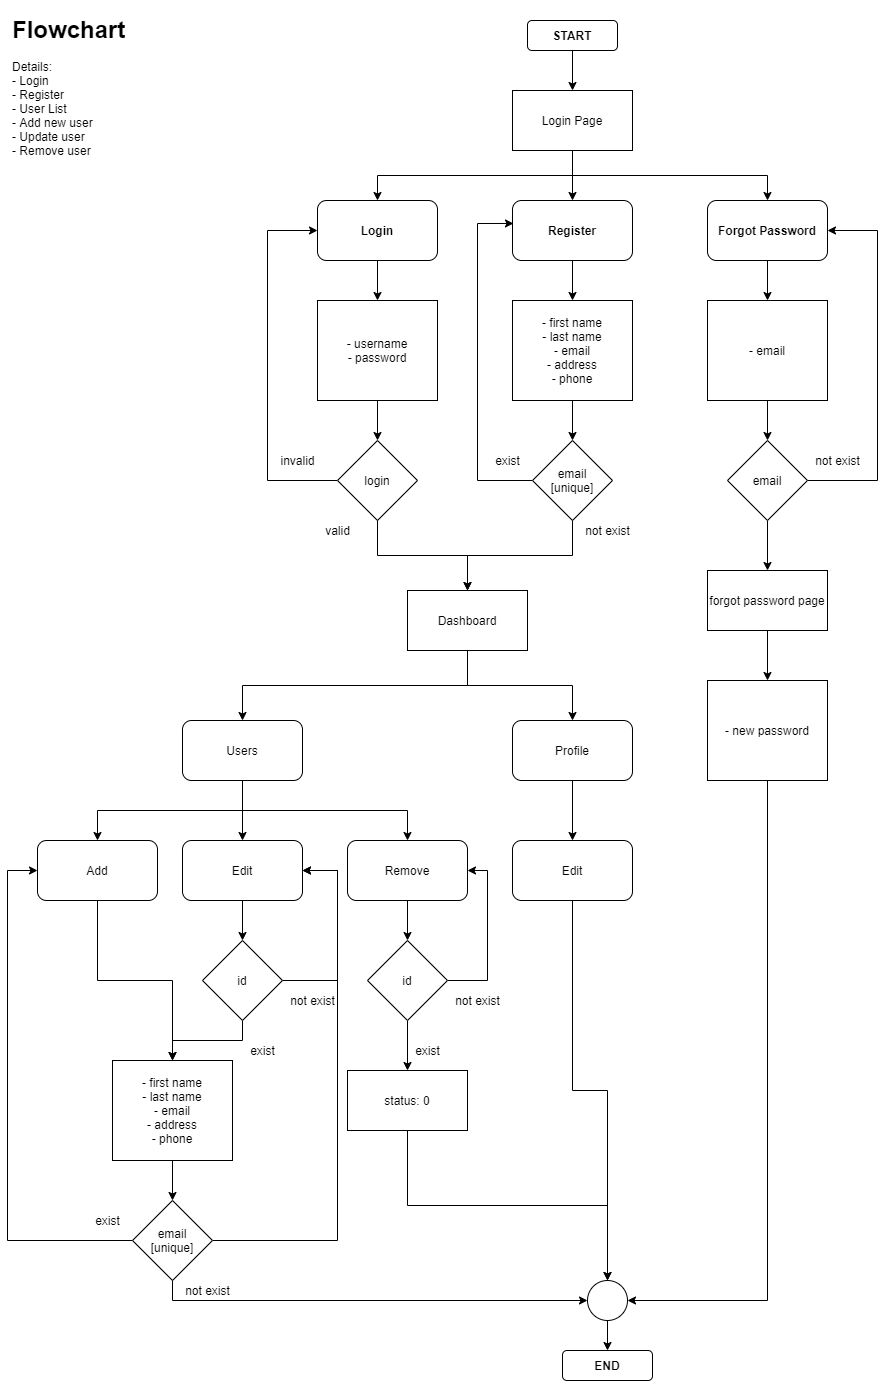 Flowchart
Details:
- Login
- Register
- User List
- Add new user
- Update user
- Remove user
START
Login Page
Login
Register
Forgot Password
- username
- password
- first name
- last name
- email
- address
- phone
- email
invalid
login
exist
email
[unique]
email
not exist
valid
not exist
Dashboard
forgot password page
- new password
Users
Profile
Add
Edit
Remove
Edit
id
not exist
id
not exist
exist
exist
- first name
- last name
- email
- address
- phone
status: 0
exist
email
[unique]
not exist
END